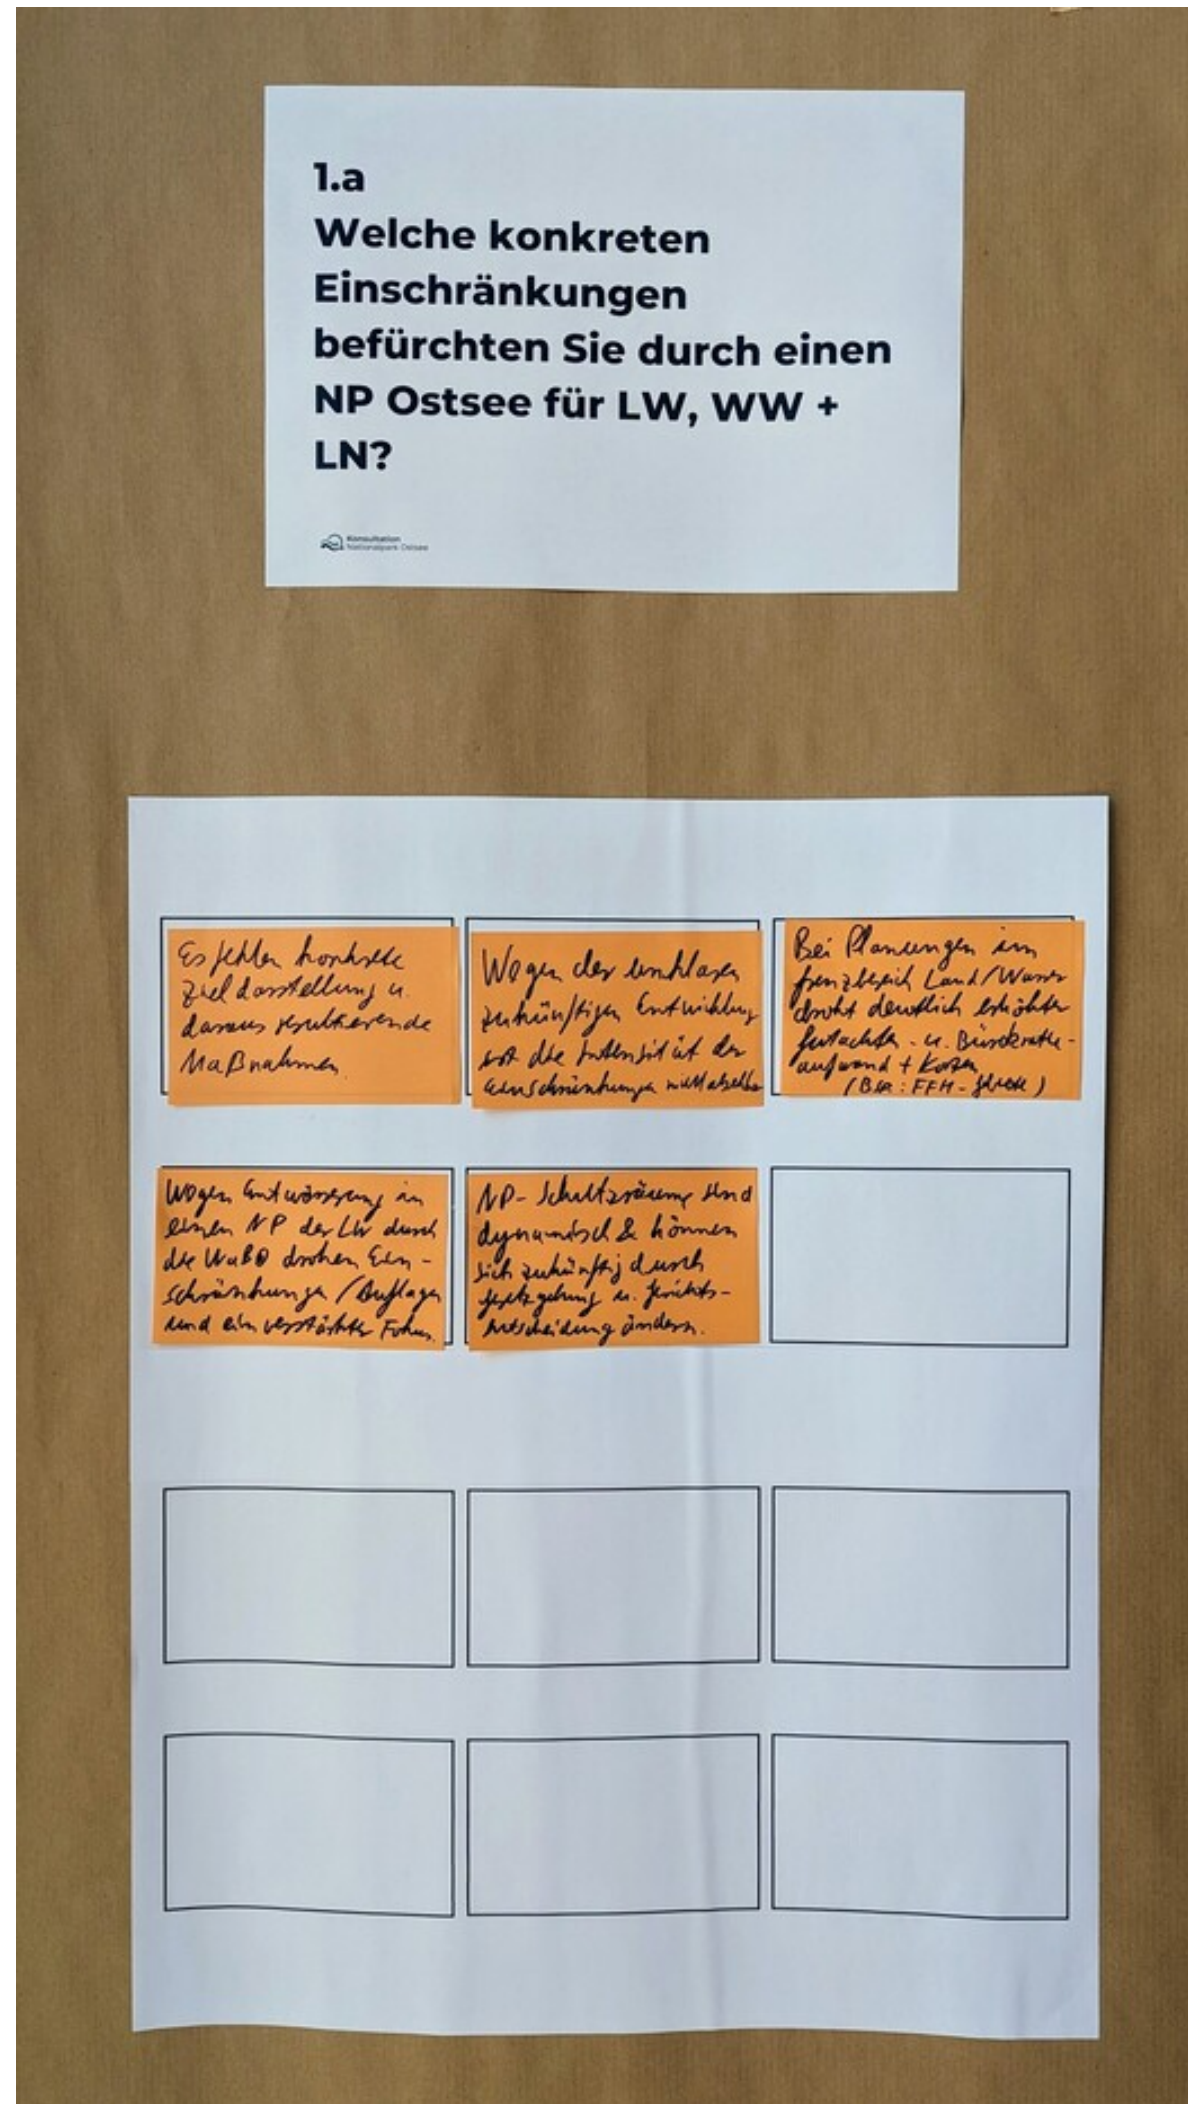 1.a
Welche konkreten
Einschränkungen
befürchten Sie durch einen
NP Ostsee für LW, WW +
LN?
Konsultation
Nationalpark Ostsee
Es fehlen konkrete
Zieldarstellung u.
daraus resultierende
Maßnahmen
Wegen der unklaren
zukünftigen Entwicklung
ist die Intensität der
Einschränkungen nicht absehbar
Bei Planungen im
Grenzbereich Land/Wasser
droht deutlich erhöhter
Gutachter- u. Bürokratie-
aufwand + Kosten
(Bsp.: FFH-)
Wegen Entwässerung in
einen NP der LW durch
die WaBo drohen Ein-
schränkungen/Auflagen
und ein verstärkter Fokus.
NP-Schutzräume sind
dynamisch & können
sich zukünftig durch
Gesetzgebung u. Gerichts-
entscheidung ändern.